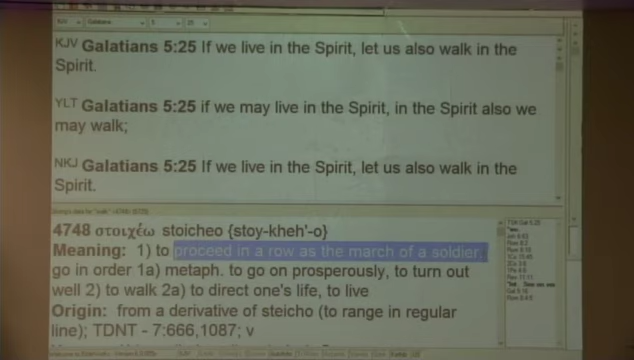 KJV Galatians 5:25 If we live in the Spirit, let us also walk in the
Spirit.
YLT Galatians 5:25 if we may live in the Spirit, in the Spirit also we
may walk;
NKJ Galatians 5:25 If we live in the Spirit, let us also walk in the
Spirit.
4748 στοιχέω stoicheo {stoy-kheh'-o}
Meaning: 1) to proceed in a row as the march of a soldier,
go in order 1a) metaph. to go on prosperously, to turn out
well 2) to walk 2a) to direct one's life, to live
Origin: from a derivative of steicho (to range in regular
line); TDNT - 7:666,1087; v